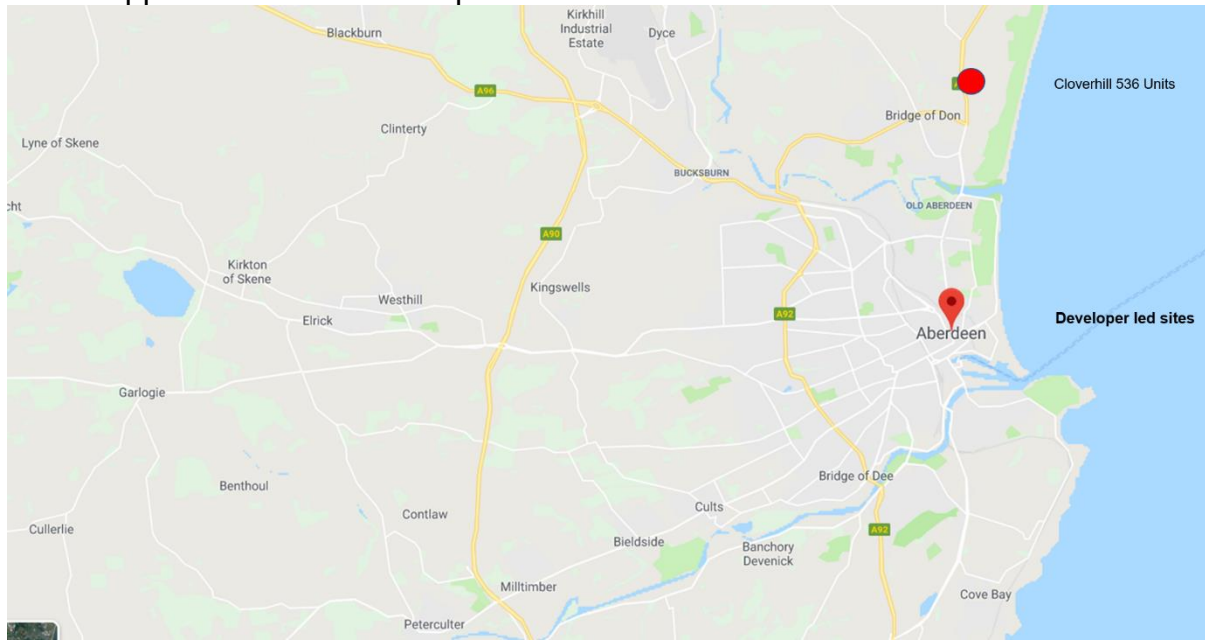 Kirkhill
Industrial
Estate
Dyce
Blackburn
A96
Cloverhill 536 Units
Bridge of Don
Clinterty
Lyne of Skene
BUCKSBURN
OLD ABERDEEN
A90
Kirkton
of Skene
Kingswells
Westhill
Elrick
A92
Developer led sites
Aberdeen
Garlogie
Bridge of Dee
Benthoul
Cults
Contlaw
Cullerlie
A92
Bieldside
Banchory
Devenick
Milltimber
Cove Bay
Peterculter